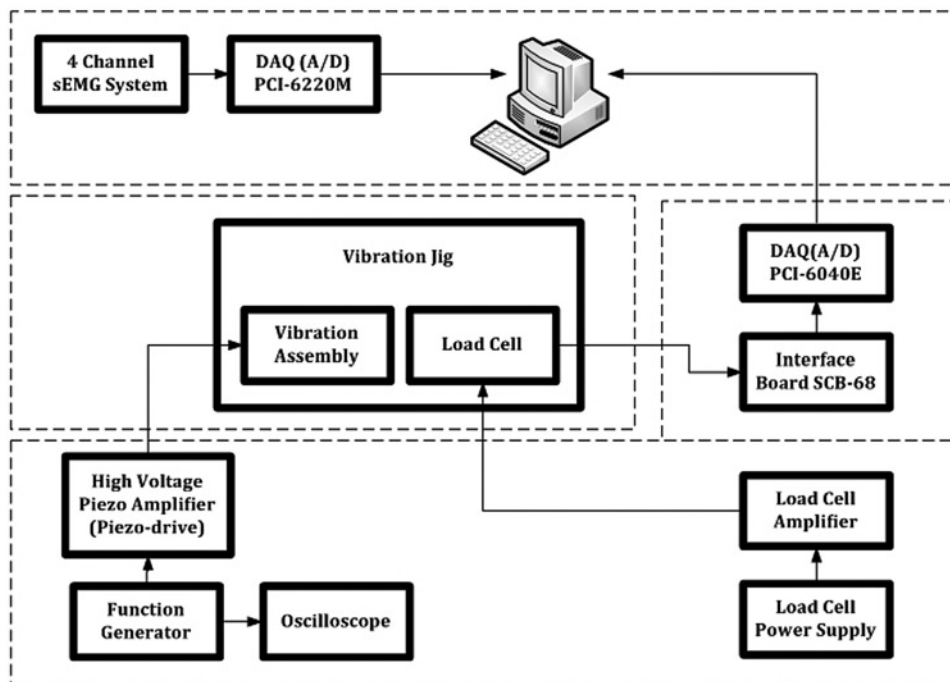 4 Channel
sEMG System
DAQ (A/D)
PCI-6220M
Vibration Jig
Vibration
Assembly
Load Cell
DAQ(A/D)
PCI-6040E
Interface
Board SCB-68
High Voltage
Piezo Amplifier
(Piezo-drive)
Function
Generator
Oscilloscope
Load Cell
Amplifier
Load Cell
Power Supply